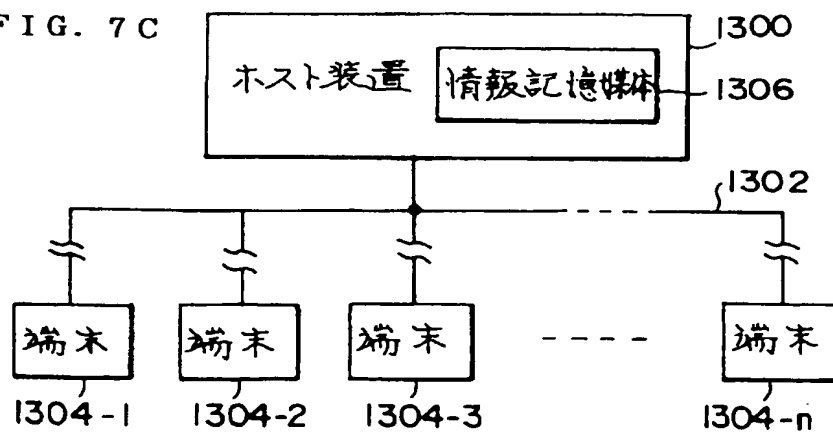 FIG. 7C
1300
ホスト装置
情報記憶媒体
1306
1302
端末
端末
端末
端末
1304-1
1304-2
1304-3
1304-n